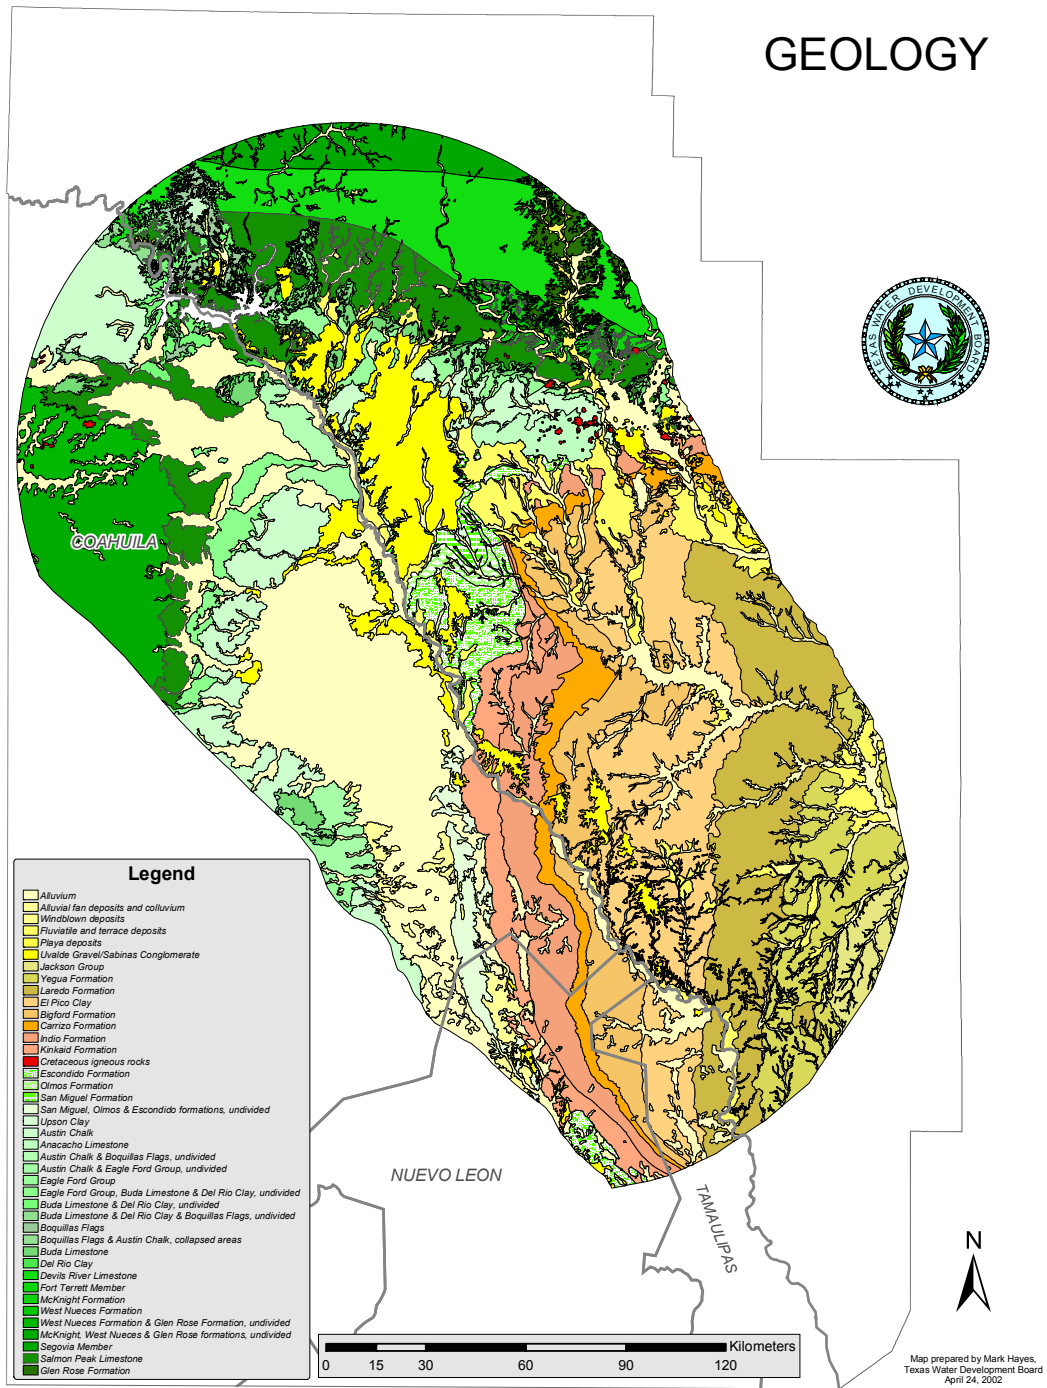 GEOLOGY
TEXAS WATER DEVELOPMENT BOARD
COAHUILA
Legend
Alluvium
Alluvial fan deposits and colluvium
Windblown deposits
Fluviatile and terrace deposits
Playa deposits
Uvalde Gravel/Sabinas Conglomerate
Jackson Group
Yegua Formation
Laredo Formation
El Pico Clay
Bigford Formation
Carrizo Formation
Indio Formation
Kinkaid Formation
Cretaceous igneous rocks
Escondido Formation
Olmos Formation
San Miguel Formation
San Miguel, Olmos & Escondido formations, undivided
Upson Clay
Austin Chalk
Anacacho Limestone
Austin Chalk & Boquillas Flags, undivided
Austin Chalk & Eagle Ford Group, undivided
Eagle Ford Group
Eagle Ford Group, Buda Limestone & Del Rio Clay, undivided
Buda Limestone & Del Rio Clay, undivided
Buda Limestone & Del Rio Clay & Boquillas Flags, undivided
Boquillas Flags
Boquillas Flags & Austin Chalk, collapsed areas
Buda Limestone
Del Rio Clay
Devils River Limestone
Fort Terrett Member
McKnight Formation
West Nueces Formation
West Nueces Formation & Glen Rose Formation, undivided
McKnight, West Nueces & Glen Rose formations, undivided
Segovia Member
Salmon Peak Limestone
Glen Rose Formation
NUEVO LEON
TAMAULIPAS
N
Kilometers
0 15 30 60 90 120
Map prepared by Mark Hayes,
Texas Water Development Board
April 24, 2002